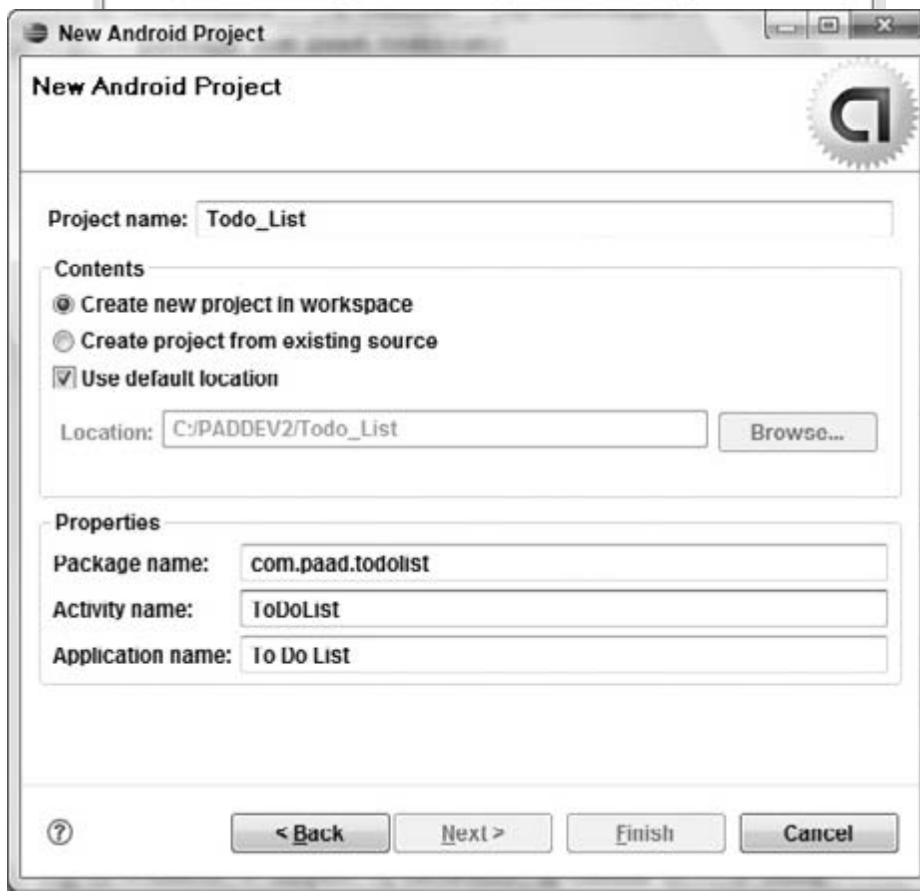 New Android Project
New Android Project
Project name: Todo_List
Contents
Create new project in workspace
Create project from existing source
Use default location
Location: C:/PADDEV2/Todo_List Browse...
Properties
Package name: com.paad.todolist
Activity name: ToDoList
Application name: To Do List
< Back Next > Finish Cancel